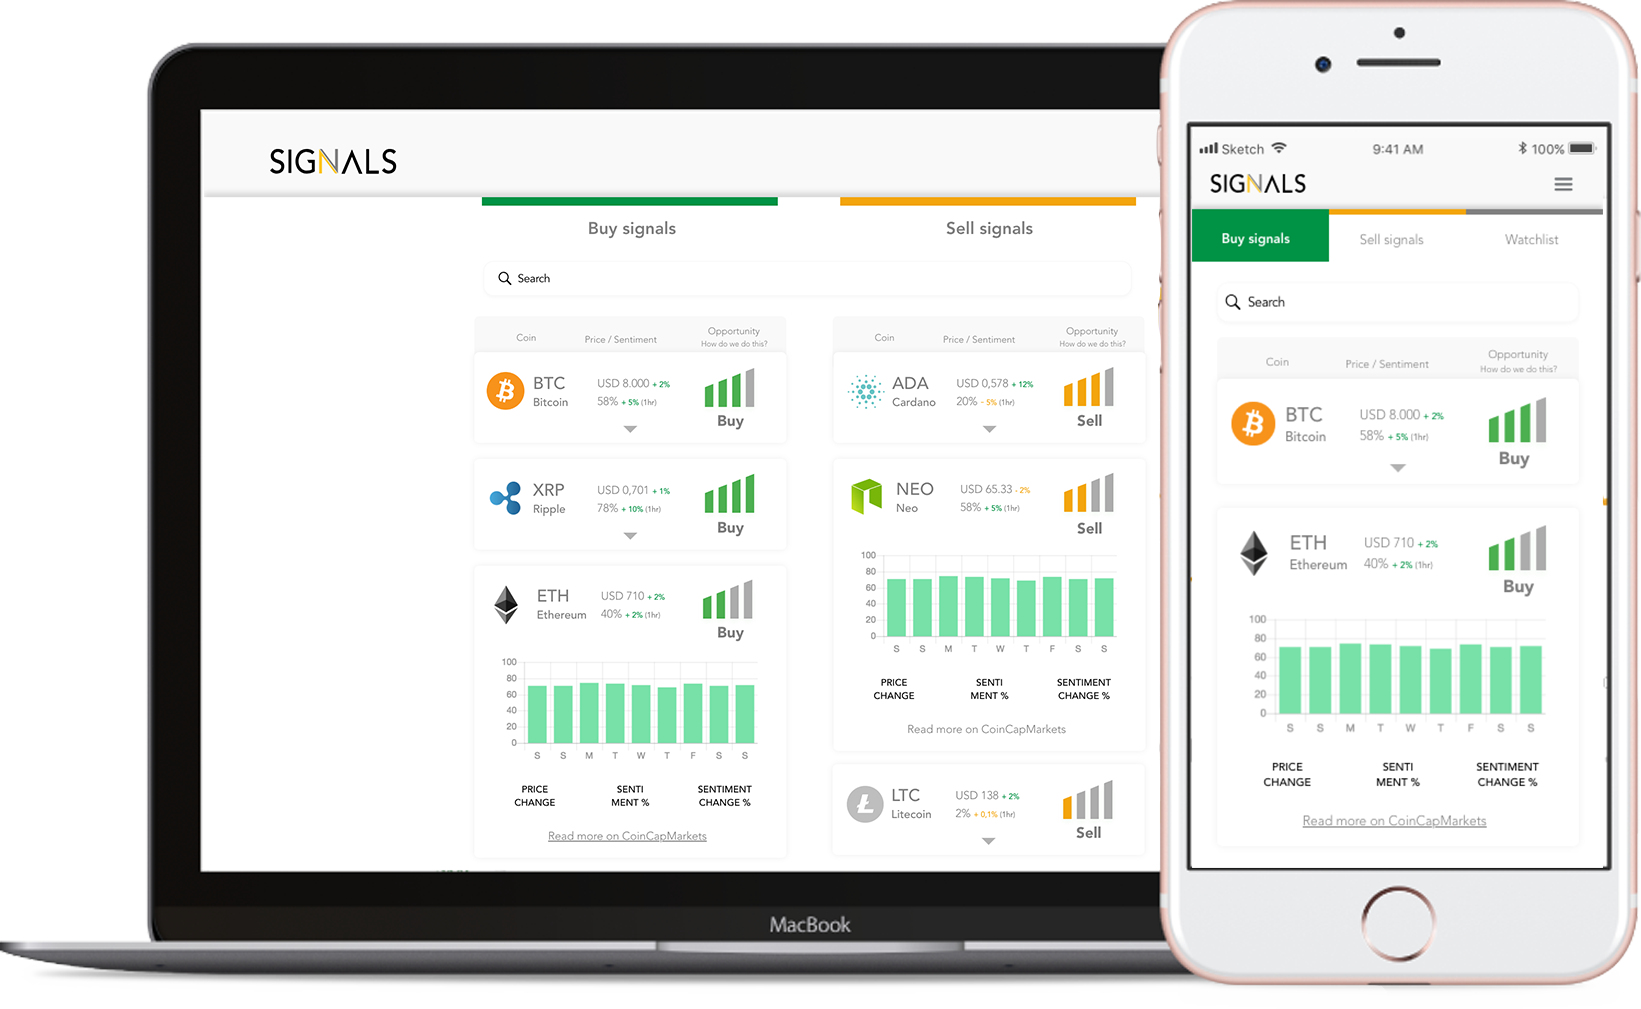 SIGNALS
Buy signals
Sell signals
Search
Coin
Price / Sentiment
Opportunity
How do we do this?
BTC
Bitcoin
USD 8.000 + 2%
58% + 5% (1hr)
Buy
XRP
Ripple
USD 0,701 + 1%
78% + 10% (1hr)
Buy
ETH
Ethereum
USD 710 + 2%
40% + 2% (1hr)
Buy
100
80
60
40
20
0
S S M T W T F S S
PRICE CHANGE
SENTI MENT %
SENTIMENT CHANGE %
Read more on CoinCapMarkets
Coin
Price / Sentiment
Opportunity
How do we do this?
ADA
Cardano
USD 0,578 + 12%
20% - 5% (1hr)
Sell
NEO
Neo
USD 65.33 - 2%
58% + 5% (1hr)
Sell
100
80
60
40
20
0
S S M T W T F S S
PRICE CHANGE
SENTI MENT %
SENTIMENT CHANGE %
Read more on CoinCapMarkets
LTC
Litecoin
USD 138 + 2%
2% + 0,1% (1hr)
Sell
MacBook
Sketch
9:41 AM
100%
SIGNALS
Buy signals
Sell signals
Watchlist
Search
Coin
Price / Sentiment
Opportunity
How do we do this?
BTC
Bitcoin
USD 8.000 + 2%
58% + 5% (1hr)
Buy
ETH
Ethereum
USD 710 + 2%
40% + 2% (1hr)
Buy
100
80
60
40
20
0
S S M T W T F S S
PRICE CHANGE
SENTI MENT %
SENTIMENT CHANGE %
Read more on CoinCapMarkets